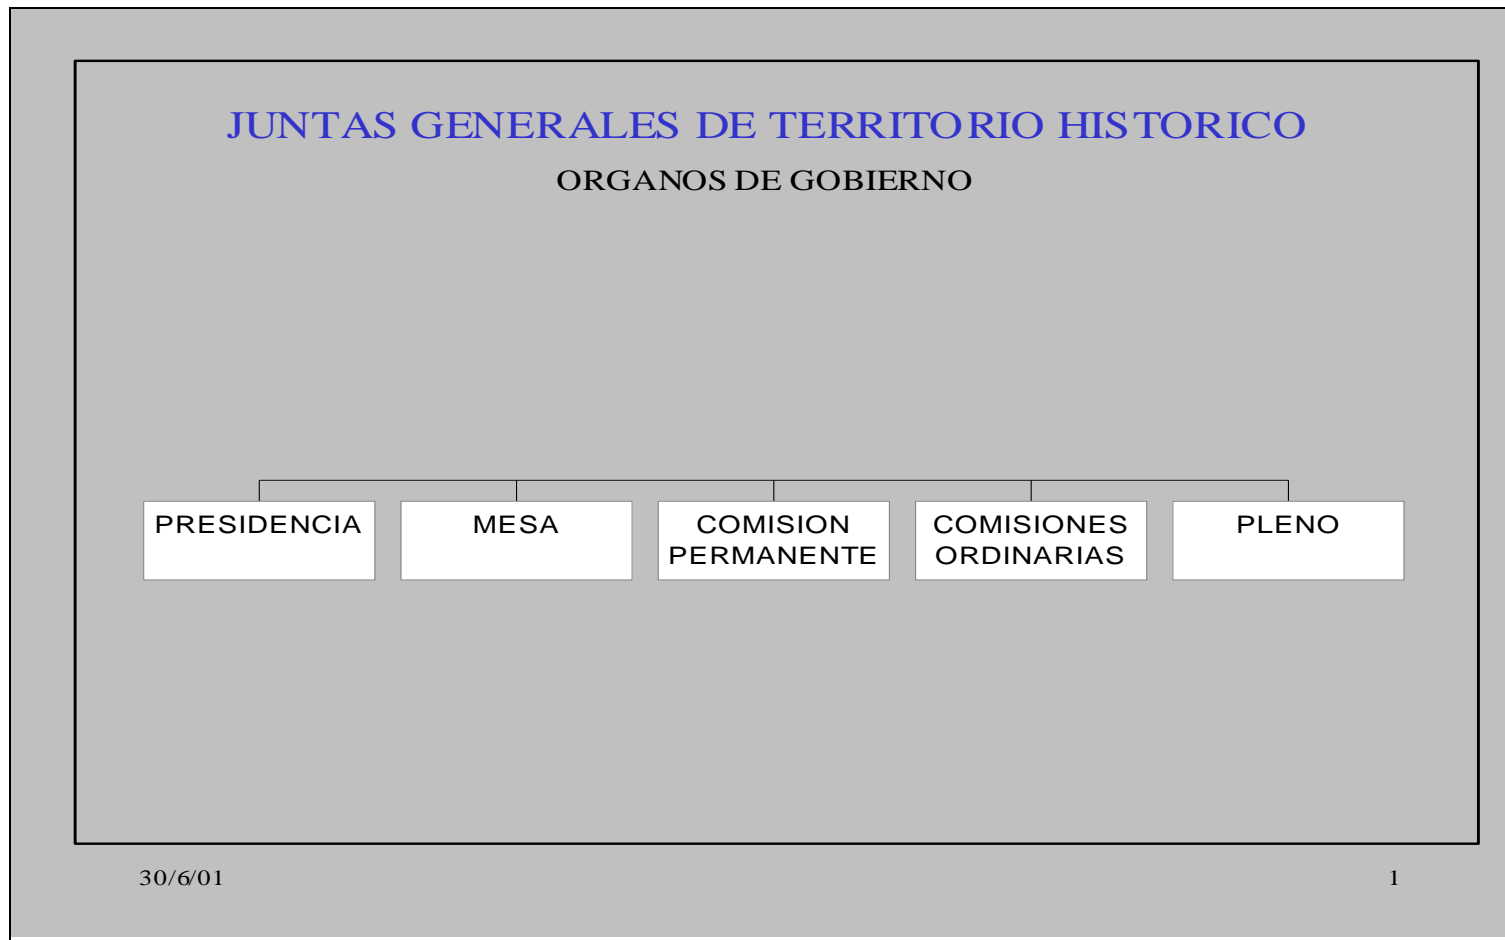 JUNTAS GENERALES DE TERRITORIO HISTORICO
ORGANOS DE GOBIERNO
PRESIDENCIA
MESA
COMISION
PERMANENTE
COMISIONES
ORDINARIAS
PLENO
30/6/01
1